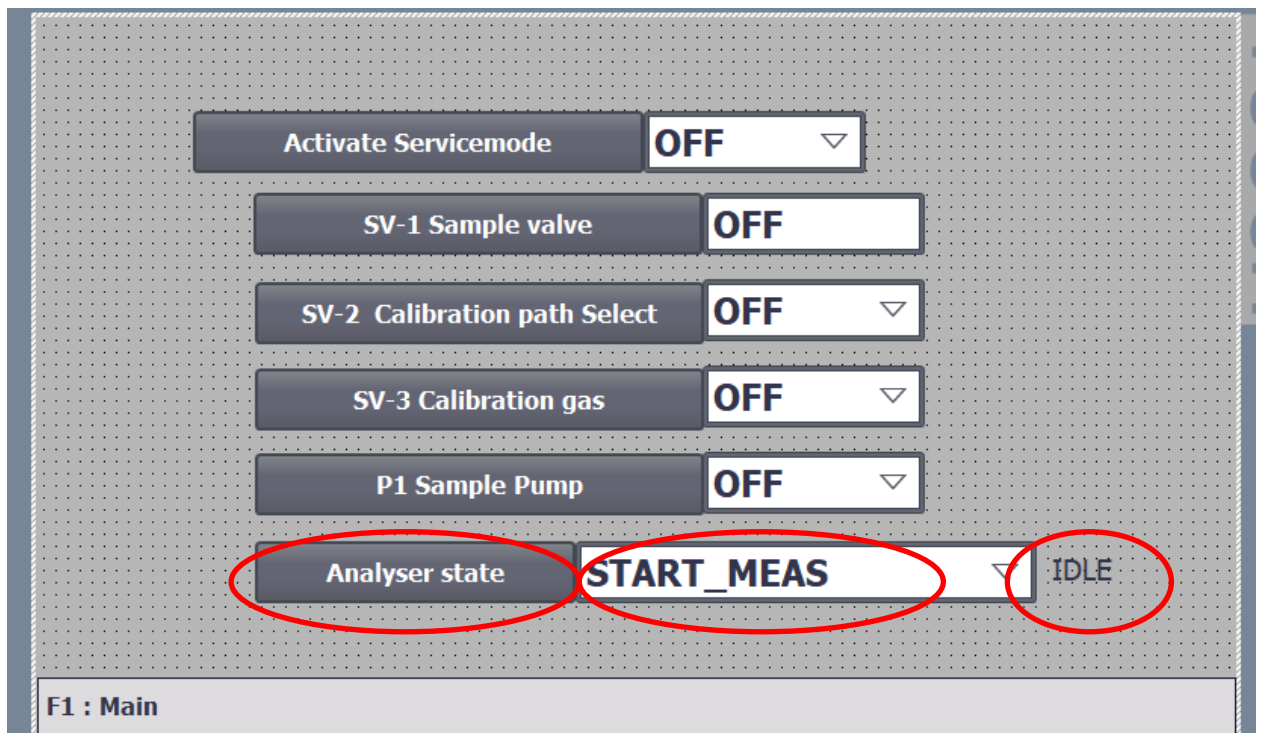 Activate Servicemode OFF
SV-1 Sample valve OFF
SV-2 Calibration path Select OFF
SV-3 Calibration gas OFF
P1 Sample Pump OFF
Analyser state START_MEAS IDLE
F1 : Main